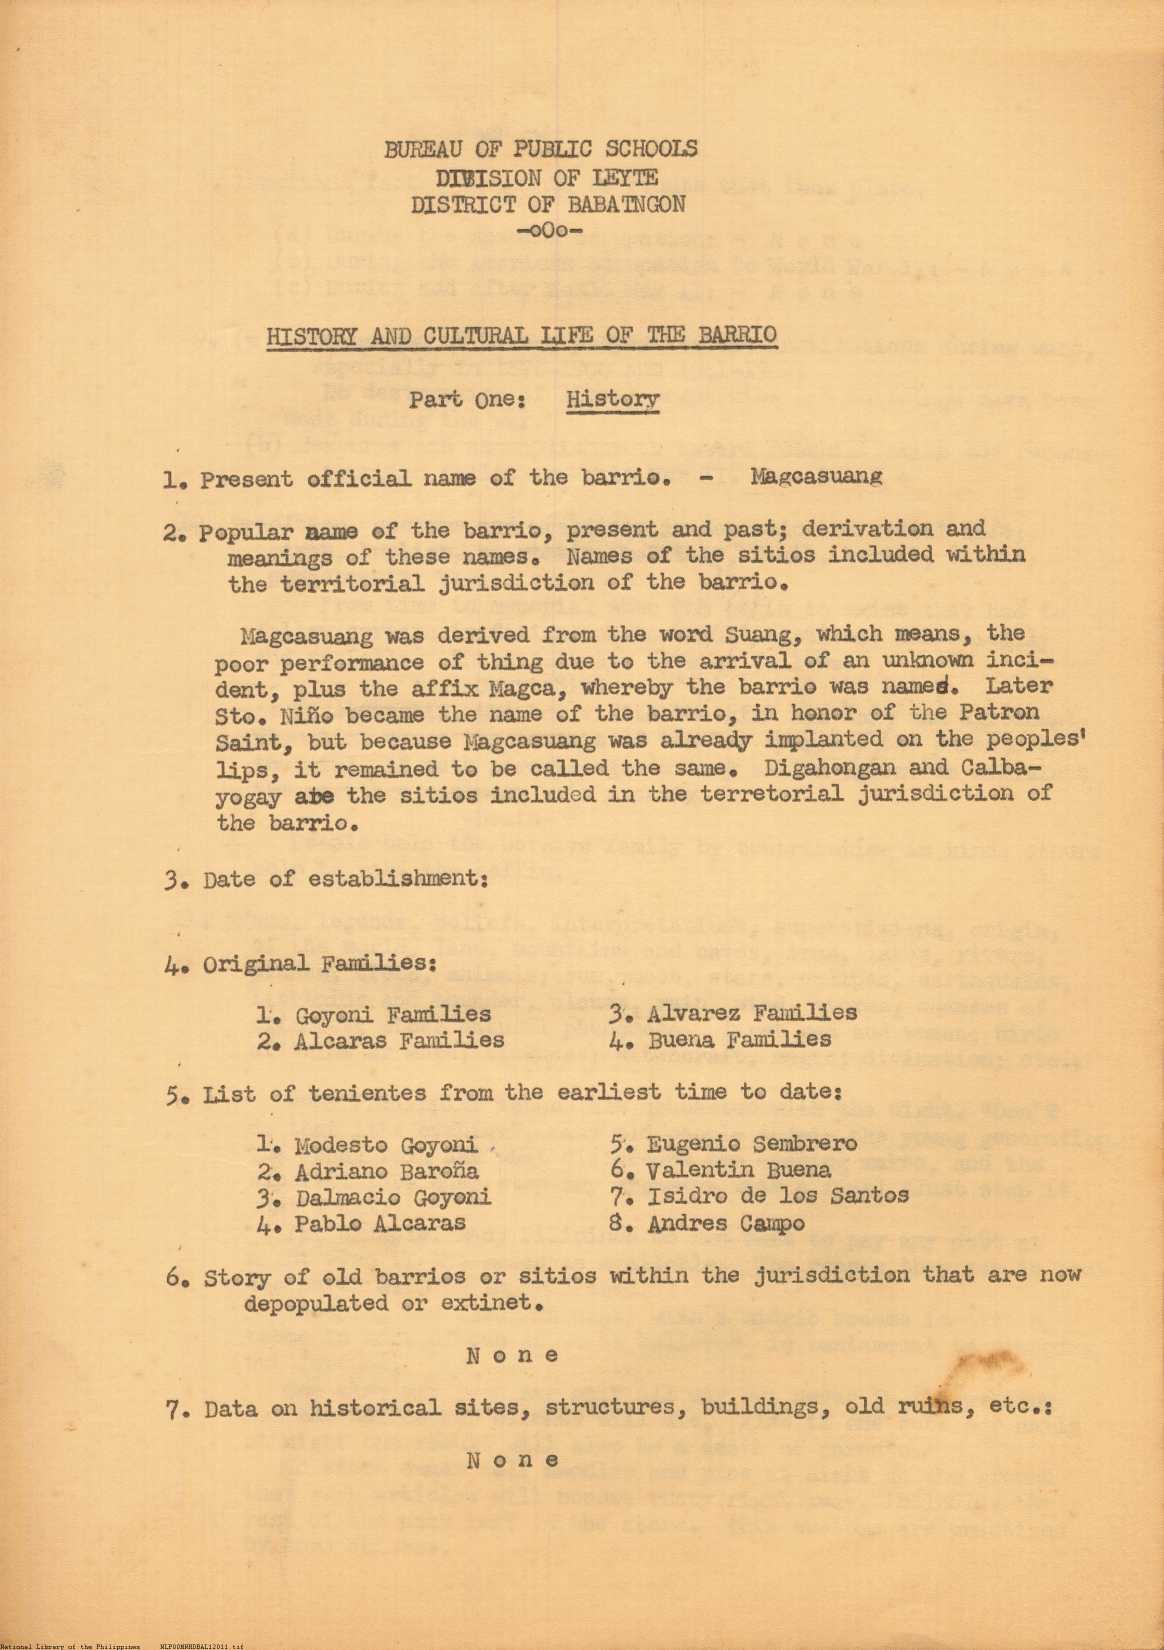 BUREAU OF PUBLIC SCHOOLS
DIVISION OF LEYTE
DISTRICT OF BABATNGON
-oOo-
HISTORY AND CULTURAL LIFE OF THE BARRIO
Part One: History
1. Present official name of the barrio. - Magcasuang
2. Popular name of the barrio, present and past; derivation and
meanings of these names. Names of the sitios included within
the territorial jurisdiction of the barrio.
Magcasuang was derived from the word Suang, which means, the
poor performance of thing due to the arrival of an unknown inci-
dent, plus the affix Magca, whereby the barrio was named. Later
Sto. Niño became the name of the barrio, in honor of the Patron
Saint, but because Magcasuang was already implanted on the peoples'
lips, it remained to be called the same. Digahongan and Calba-
yogay are the sitios included in the terretorial jurisdiction of
the barrio.
3. Date of establishment:
4. Original Families:
1. Goyoni Families 3. Alvarez Families
2. Alcaras Families 4. Buena Families
5. List of tenientes from the earliest time to date:
1. Modesto Goyoni 5. Eugenio Sembrero
2. Adriano Baroña 6. Valentin Buena
3. Dalmacio Goyoni 7. Isidro de los Santos
4. Pablo Alcaras 8. Andres Campo
6. Story of old barrios or sitios within the jurisdiction that are now
depopulated or extinet.
N o n e
7. Data on historical sites, structures, buildings, old ruins, etc.:
N o n e
National Library of the Philippines NLPOOMNHDBAL12011.tif